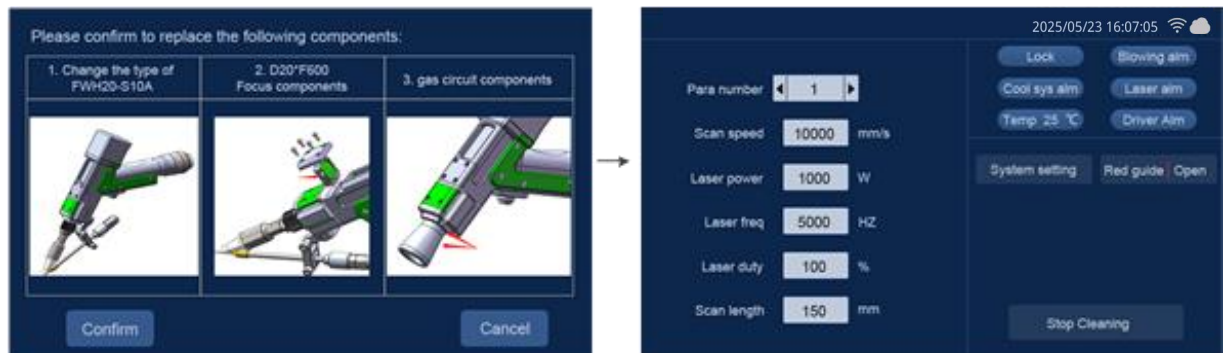 Please confirm to replace the following components:
1. Change the type of
FWH20-S10A
2. D20*F600
Focus components
3. gas circuit components
Confirm
Cancel
2025/05/23 16:07:05
Para number
1
Scan speed
10000
mm/s
Laser power
1000
W
Laser freq
5000
HZ
Laser duty
100
%
Scan length
150
mm
Lock
Blowing alm
Cool sys alm
Laser alm
Temp 25 ℃
Driver Alm
System setting
Red guide
Open
Stop Cleaning